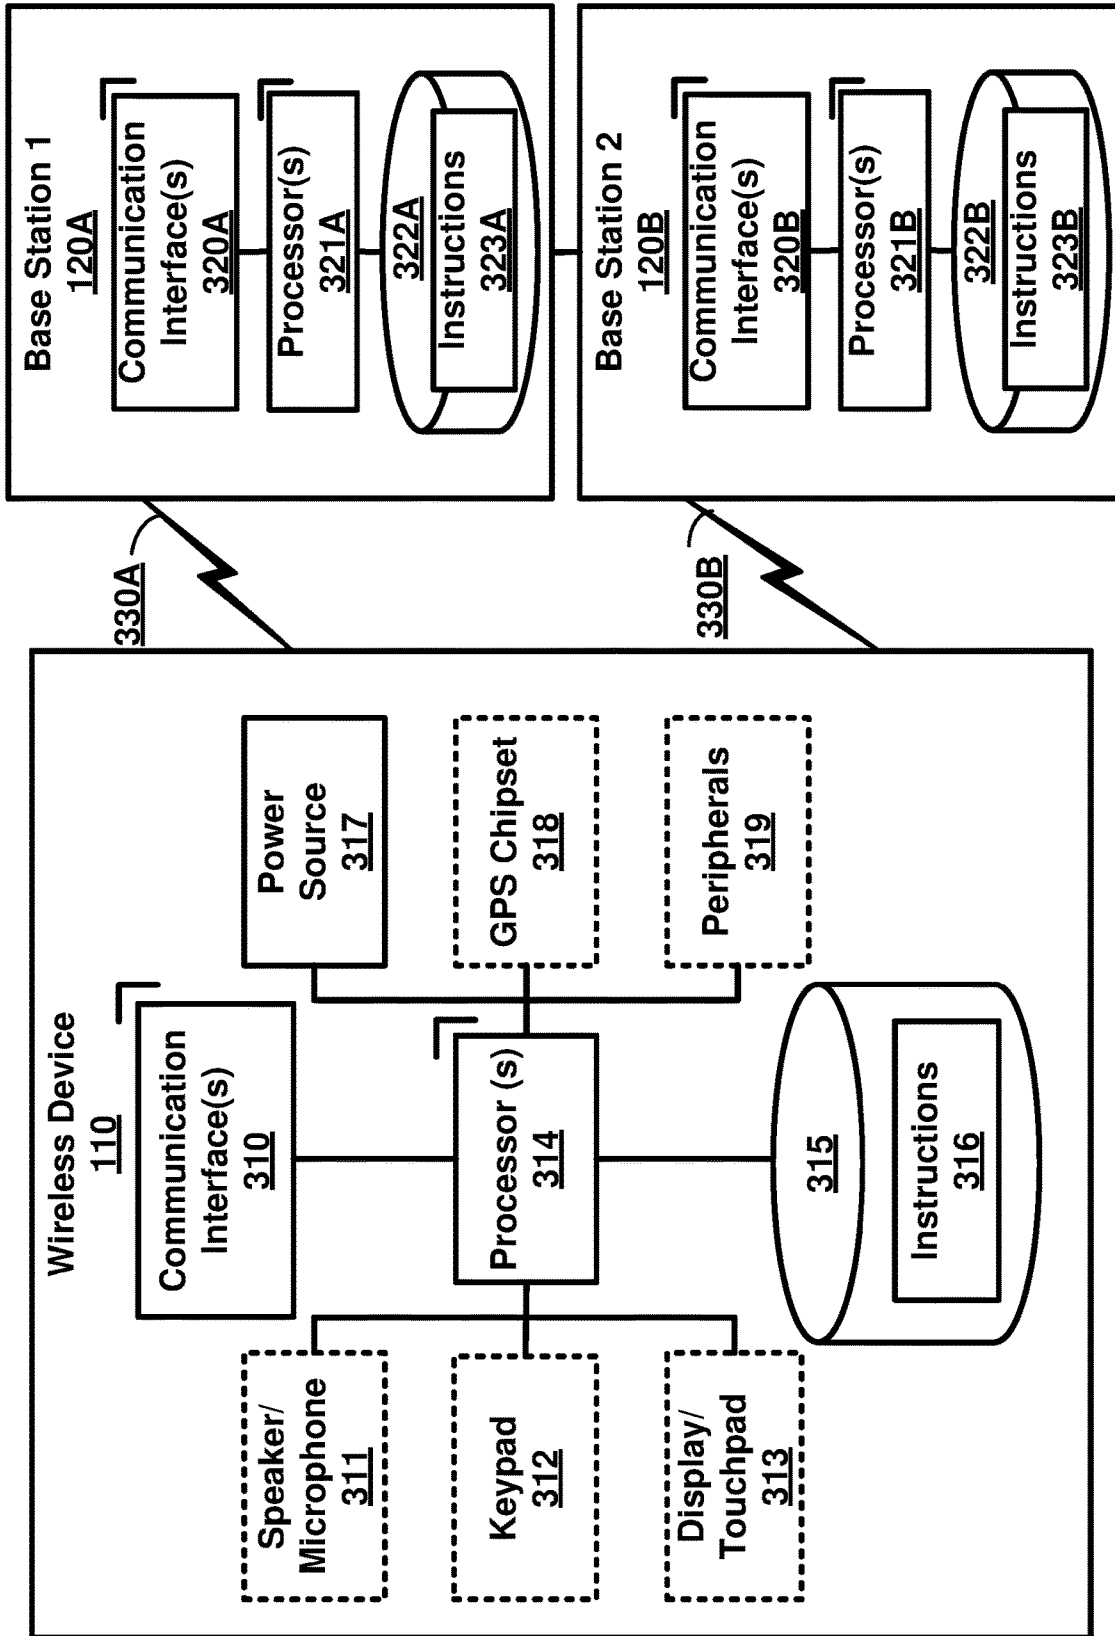 Wireless Device
110
Communication
Interface(s)
310
Speaker/
Microphone
311
Keypad
312
Display/
Touchpad
313
Processor (s)
314
Power
Source
317
GPS Chipset
318
Peripherals
319
315
Instructions
316
330A
330B
Base Station 1
120A
Communication
Interface(s)
320A
Processor(s)
321A
322A
Instructions
323A
Base Station 2
120B
Communication
Interface(s)
320B
Processor(s)
321B
322B
Instructions
323B